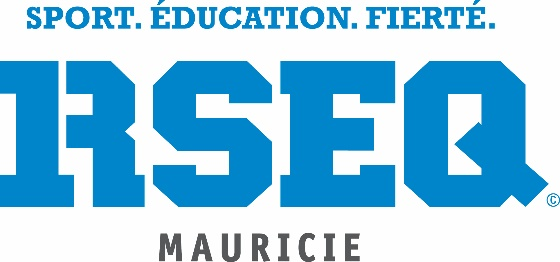 SPORT. ÉDUCATION. FIERTÉ.
RSEQ©
MAURICIE